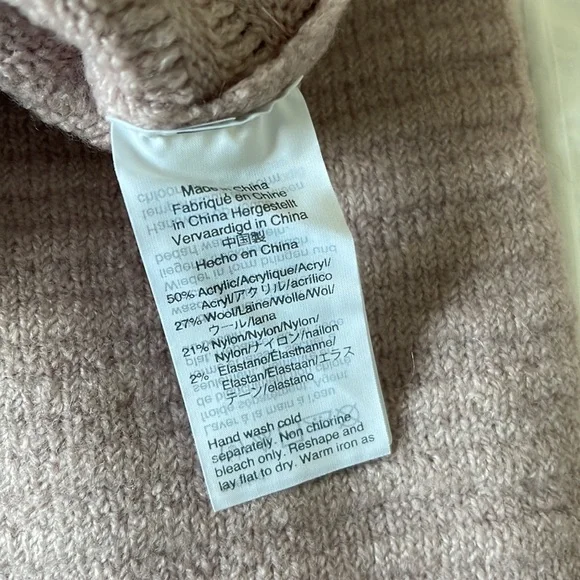 Made in China
Fabriqué en Chine
in China Hergestellt
Vervaardigd in China
中国製
Hecho en China
50% Acrylic/Acrylique/Acryl/
Acryl/アクリル/acrílico
27% Wool/Laine/Wolle/Wol/
ウール/lana
21% Nylon/Nylon/Nylon/
Nylon/ナイロン/nailon
2% Elastane/Elasthanne/
Elastan/Elastaan/エラス
テーン/elastano
Hand wash cold
separately. Non chlorine
bleach only. Reshape and
lay flat to dry. Warm iron as